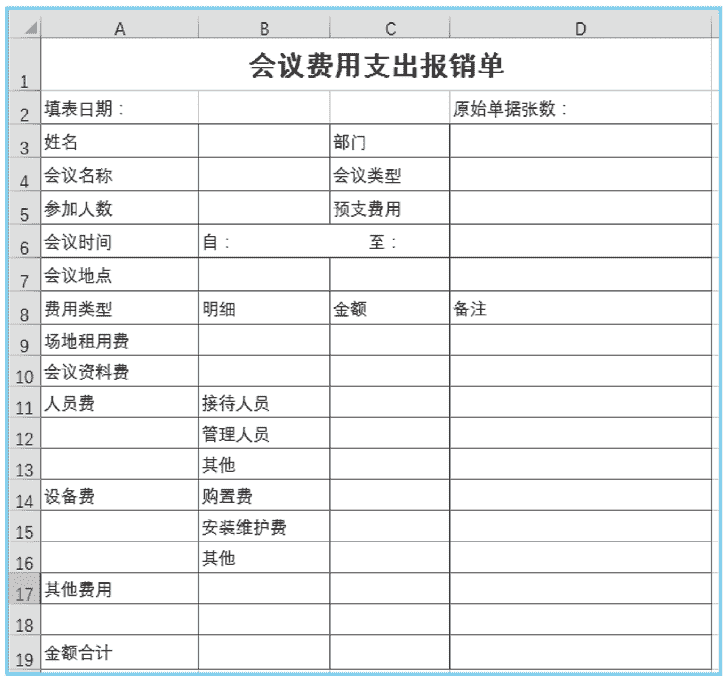 A B C D
1 会议费用支出报销单
2 填表日期： 原始单据张数：
3 姓名 部门
4 会议名称 会议类型
5 参加人数 预支费用
6 会议时间 自： 至：
7 会议地点
8 费用类型 明细 金额 备注
9 场地租用费
10 会议资料费
11 人员费 接待人员
12 管理人员
13 其他
14 设备费 购置费
15 安装维护费
16 其他
17 其他费用
18
19 金额合计